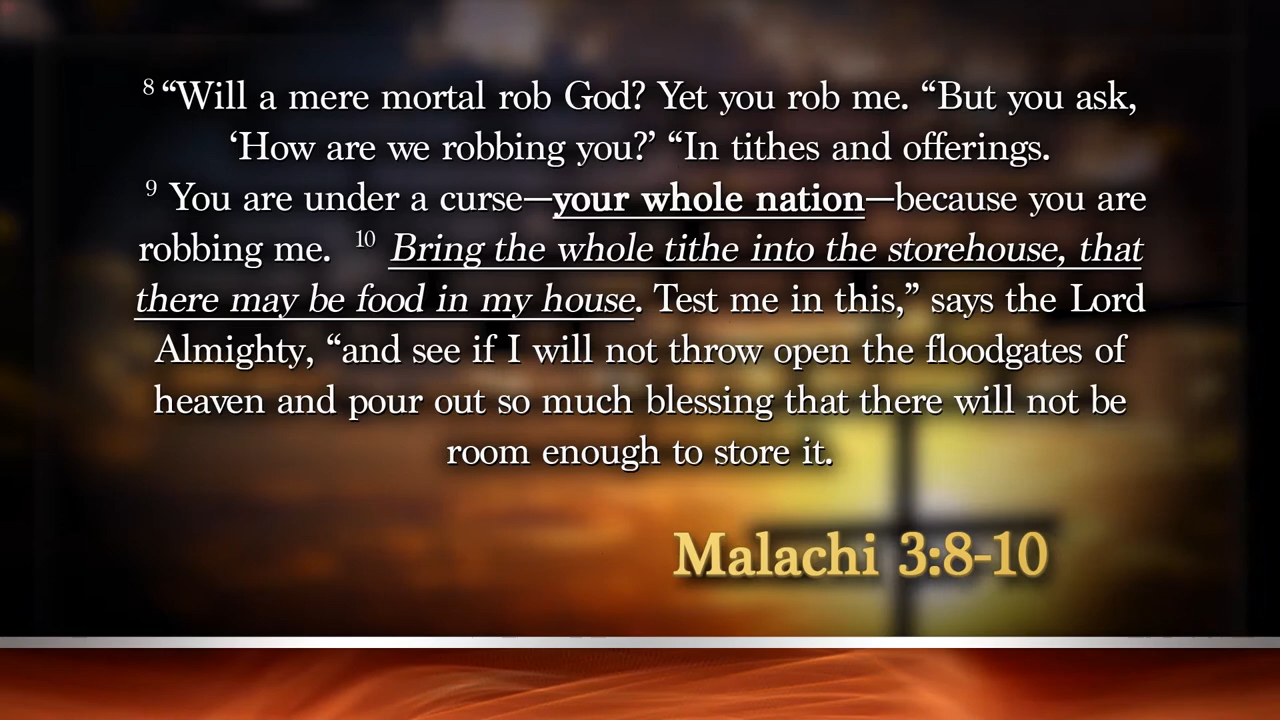 8 “Will a mere mortal rob God? Yet you rob me. “But you ask,
‘How are we robbing you?’ “In tithes and offerings.
9 You are under a curse—your whole nation—because you are
robbing me. 10 Bring the whole tithe into the storehouse, that
there may be food in my house. Test me in this,” says the Lord
Almighty, “and see if I will not throw open the floodgates of
heaven and pour out so much blessing that there will not be
room enough to store it.
Malachi 3:8-10